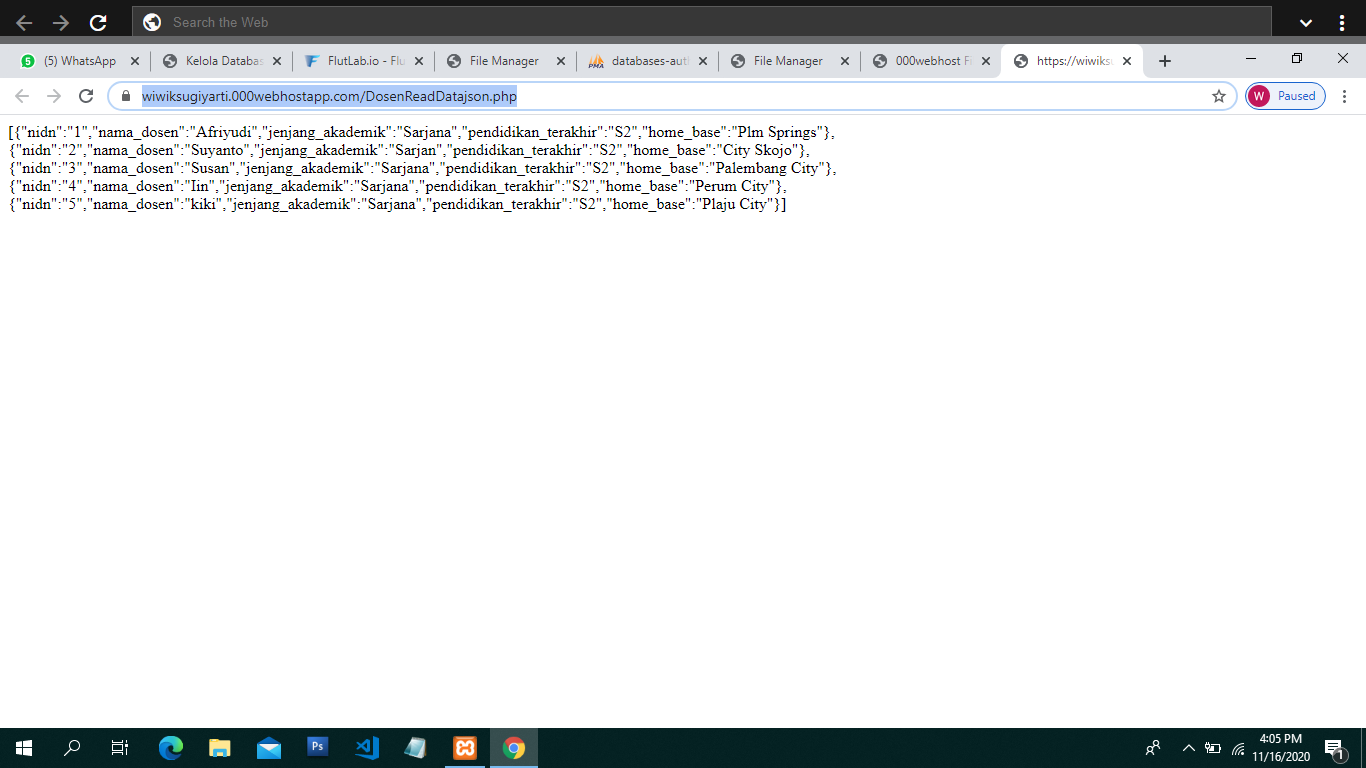 Search the Web
(5) WhatsApp
Kelola Databas
FlutLab.io - Flu
File Manager
databases-aut
File Manager
000webhost Fi
https://wiwiksu
wiwiksugiyarti.000webhostapp.com/DosenReadDatajson.php
W Paused
[{"nidn":"1","nama_dosen":"Afriyudi","jenjang_akademik":"Sarjana","pendidikan_terakhir":"S2","home_base":"Plm Springs"},
{"nidn":"2","nama_dosen":"Suyanto","jenjang_akademik":"Sarjan","pendidikan_terakhir":"S2","home_base":"City Skojo"},
{"nidn":"3","nama_dosen":"Susan","jenjang_akademik":"Sarjana","pendidikan_terakhir":"S2","home_base":"Palembang City"},
{"nidn":"4","nama_dosen":"Iin","jenjang_akademik":"Sarjana","pendidikan_terakhir":"S2","home_base":"Perum City"},
{"nidn":"5","nama_dosen":"kiki","jenjang_akademik":"Sarjana","pendidikan_terakhir":"S2","home_base":"Plaju City"}]
Ps
4:05 PM
11/16/2020
1